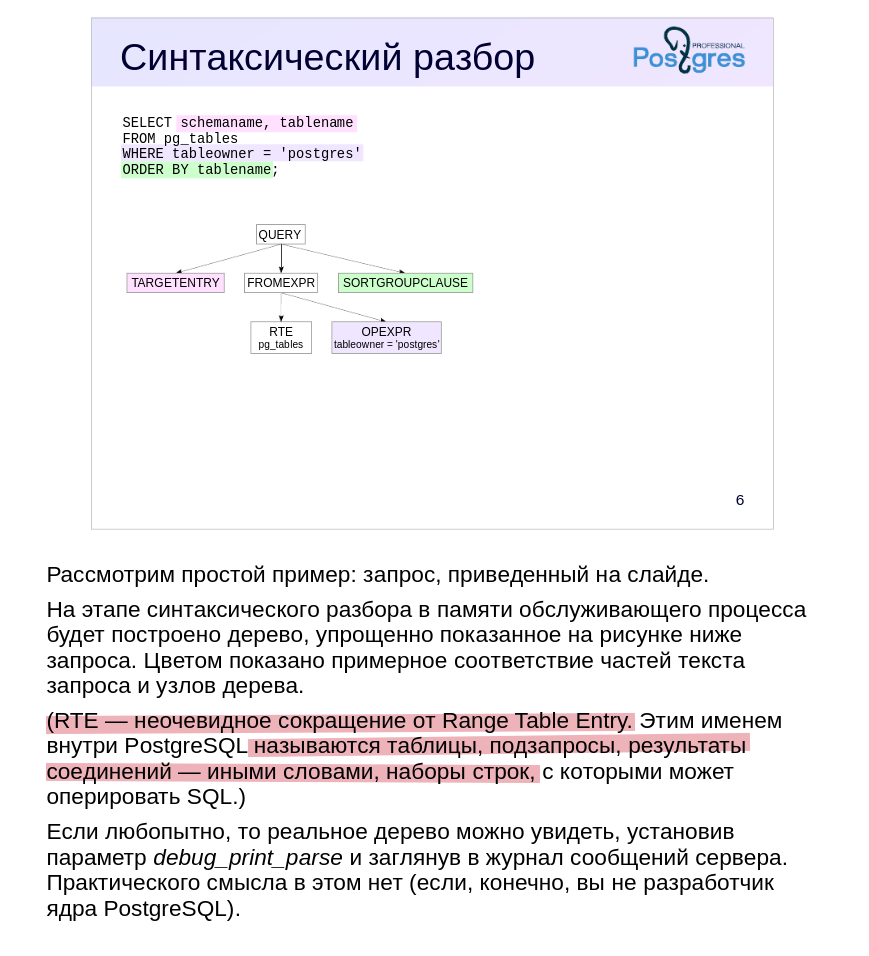 Синтаксический разбор
PROFESSIONAL
Postgres
SELECT schemaname, tablename
FROM pg_tables
WHERE tableowner = 'postgres'
ORDER BY tablename;
QUERY
TARGETENTRY FROMEXPR SORTGROUPCLAUSE
RTE OPEXPR
pg_tables tableowner = 'postgres'
6
Рассмотрим простой пример: запрос, приведенный на слайде.
На этапе синтаксического разбора в памяти обслуживающего процесса
будет построено дерево, упрощенно показанное на рисунке ниже
запроса. Цветом показано примерное соответствие частей текста
запроса и узлов дерева.
(RTE — неочевидное сокращение от Range Table Entry. Этим именем
внутри PostgreSQL называются таблицы, подзапросы, результаты
соединений — иными словами, наборы строк, с которыми может
оперировать SQL.)
Если любопытно, то реальное дерево можно увидеть, установив
параметр debug_print_parse и заглянув в журнал сообщений сервера.
Практического смысла в этом нет (если, конечно, вы не разработчик
ядра PostgreSQL).